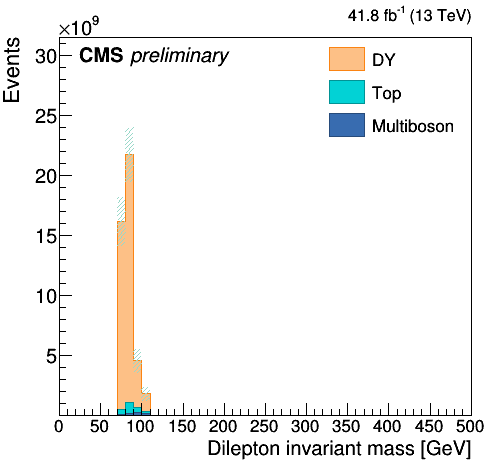 41.8 fb⁻¹ (13 TeV)
×10⁹
CMS preliminary
Events
DY
Top
Multiboson
30
25
20
15
10
5
0 50 100 150 200 250 300 350 400 450 500
Dilepton invariant mass [GeV]